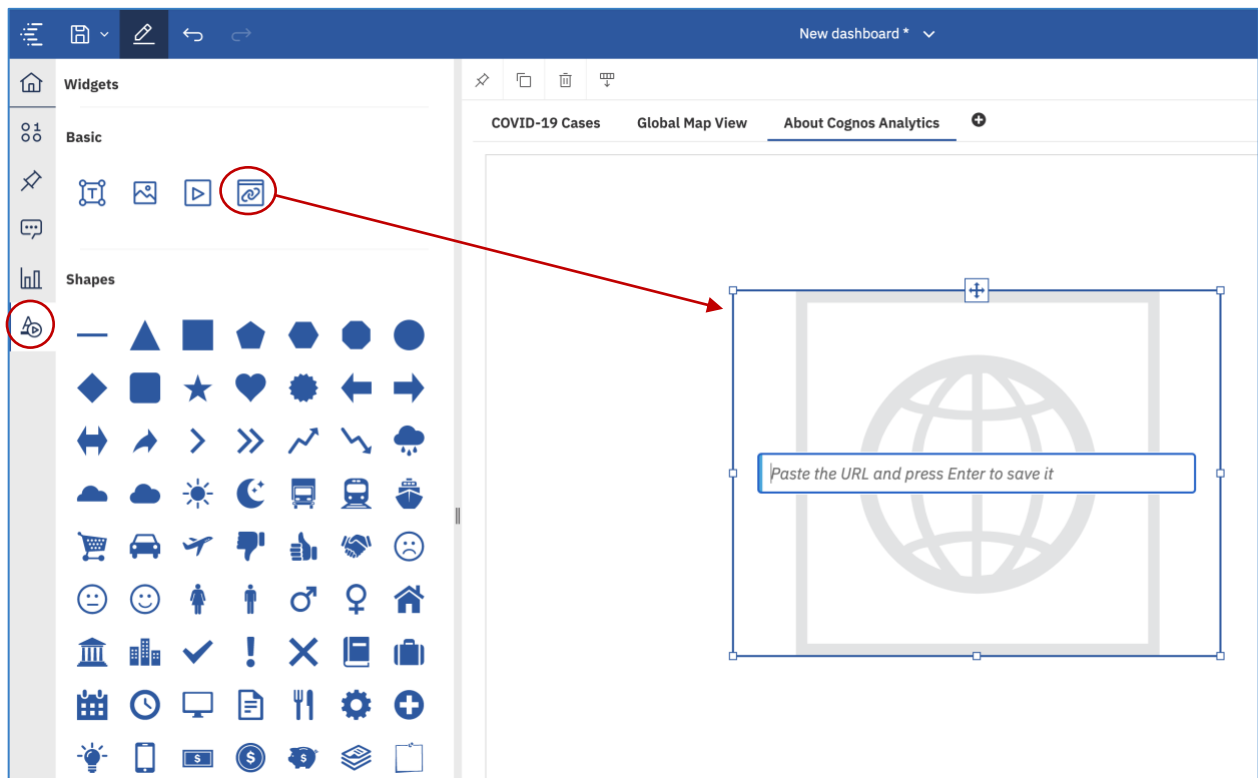 New dashboard *
Widgets
Basic
Shapes
COVID-19 Cases
Global Map View
About Cognos Analytics
Paste the URL and press Enter to save it